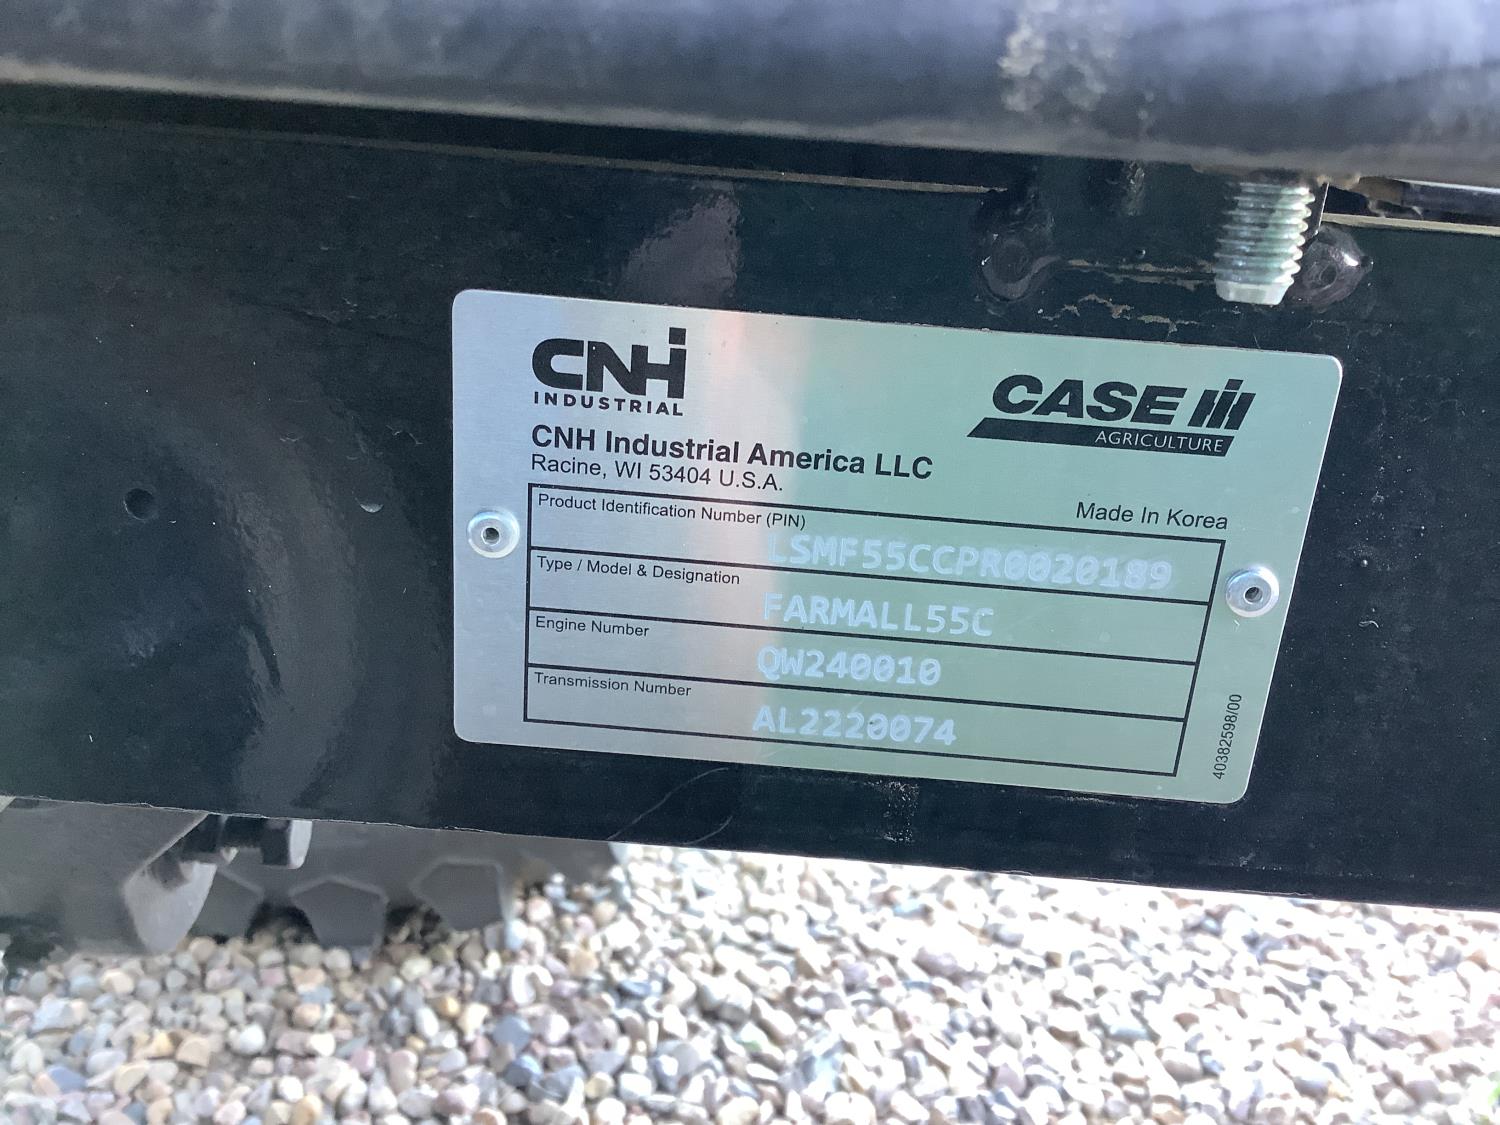 CNH
INDUSTRIAL
CASE IH
AGRICULTURE
CNH Industrial America LLC
Racine, WI 53404 U.S.A.
Made In Korea
Product Identification Number (PIN)
LSMF55CCPR0020189
Type / Model & Designation
FARMALL55C
Engine Number
QW240010
Transmission Number
AL2220074
40382598/00